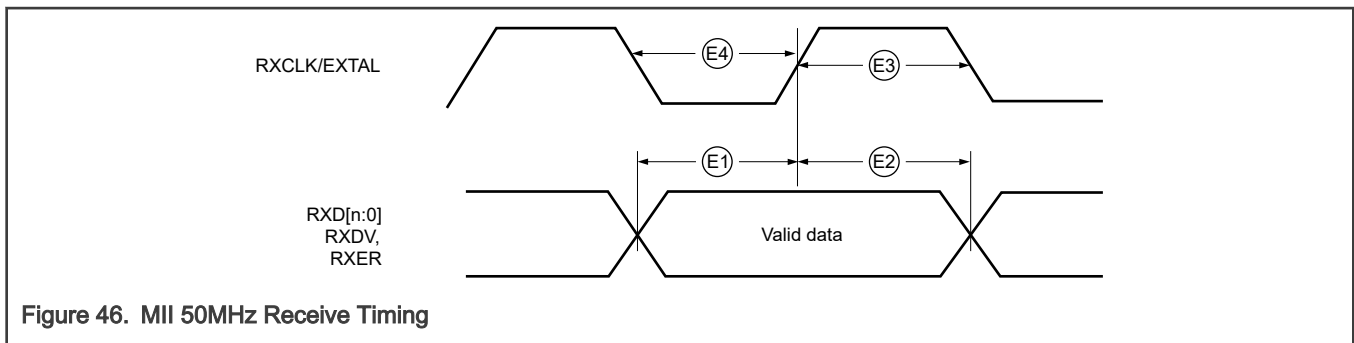 RXCLK/EXTAL
E4
E3
E1
E2
RXD[n:0]
RXDV,
RXER
Valid data
Figure 46. MII 50MHz Receive Timing